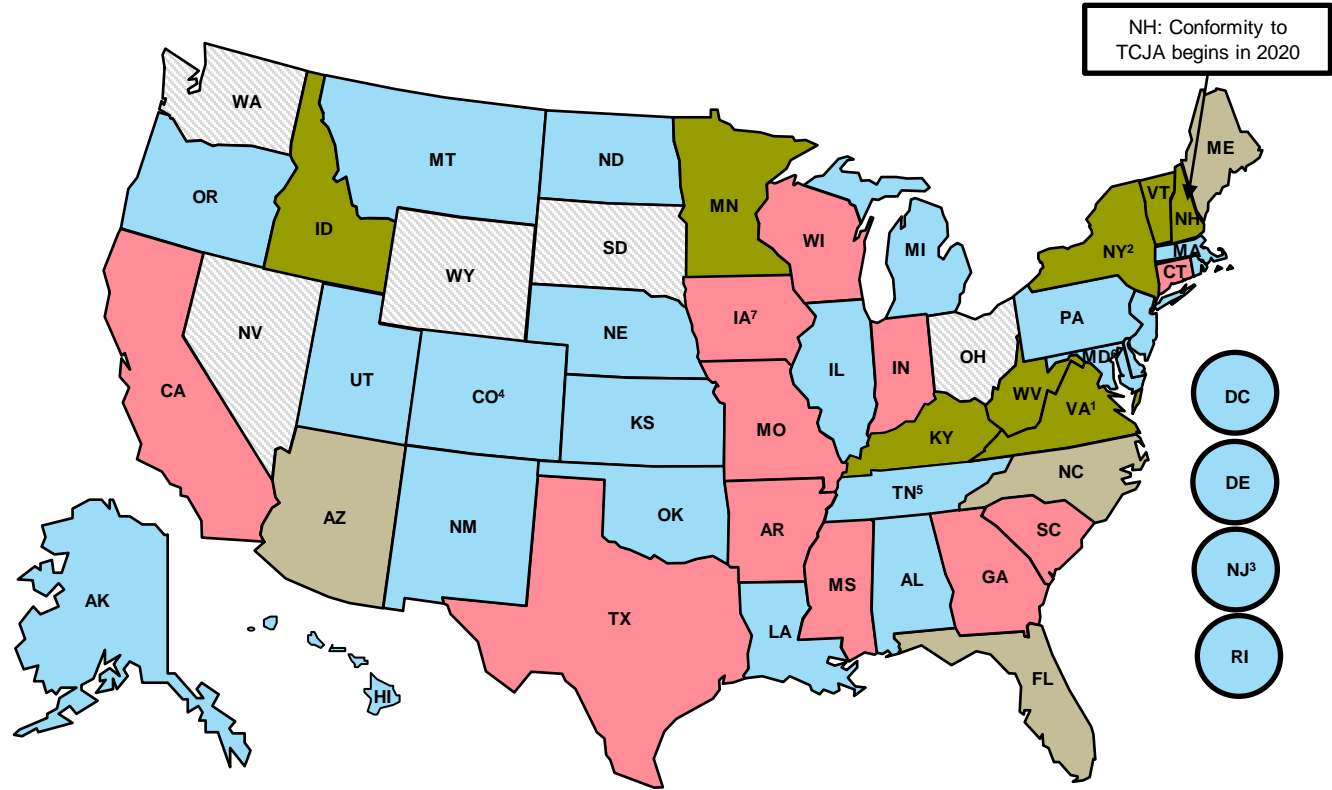 NH: Conformity to
TCJA begins in 2020
WA
ME
MT
ND
VT
OR
MN
NH
ID
WI
SD
MI
NY²
MA
WY
CT
IA⁷
PA
NE
NV
OH
MD
IL
IN
UT
CO⁴
WV
CA
DC
VA¹
KS
MO
KY
NC
DE
TN⁵
AZ
OK
NM
AR
SC
NJ³
MS
AL
GA
AK
TX
LA
RI
FL
HI